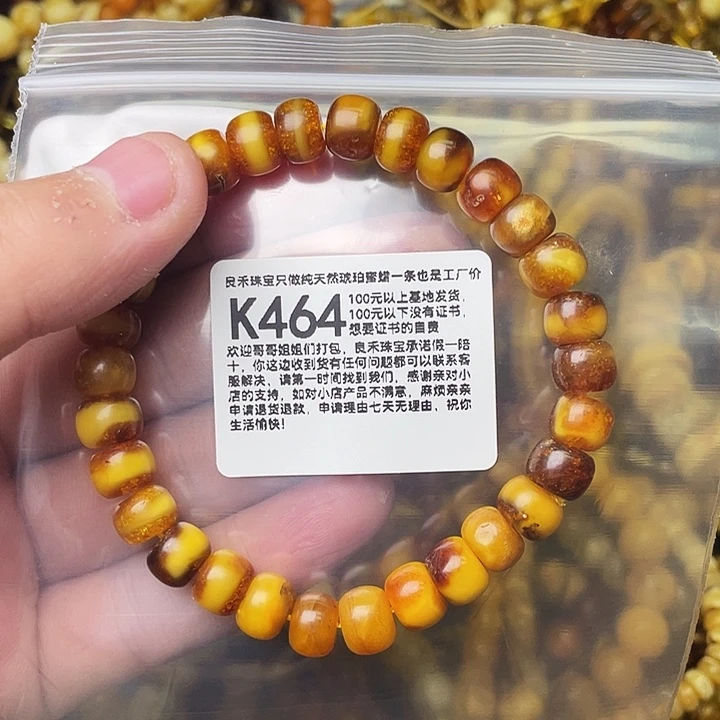 良禾珠宝只做纯天然琥珀蜜蜡一条也是工厂价
K464
100元以上基地发货,
100元以下没有证书,
想要证书的自费
欢迎哥哥姐姐们打包，良禾珠宝承诺假一陪
十，你这边收到货有任何问题都可以联系客
服解决、请第一时间找到我们，感谢亲对小
店的支持，如对小店产品不满意，麻烦亲亲
申请退货退款，申请理由七天无理由、祝你
生活愉快!